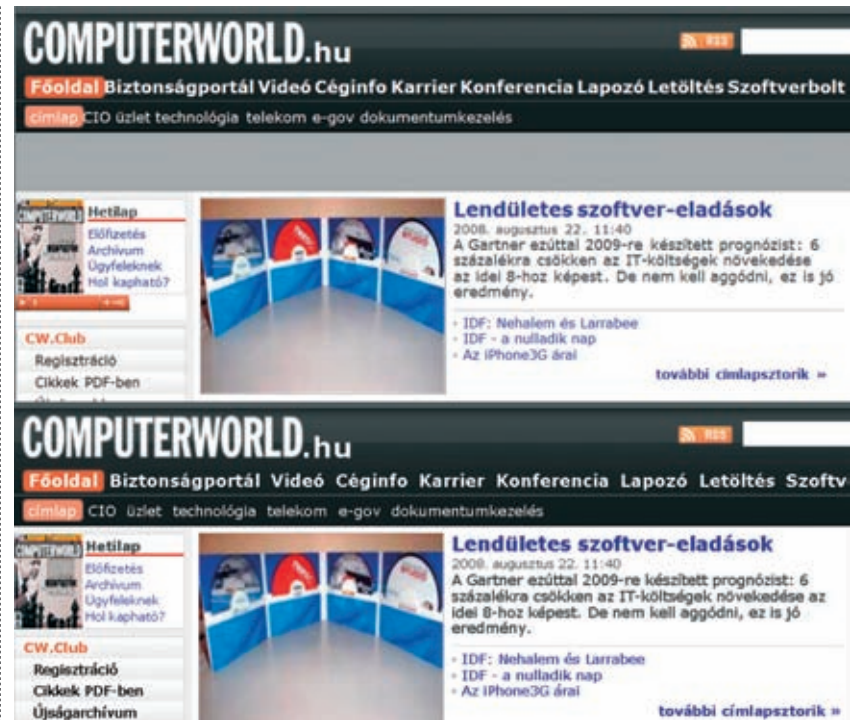 COMPUTERWORLD.hu
RSS
Főoldal Biztonságportál Videó Céginfo Karrier Konferencia Lapozó Letöltés Szoftverbolt
címlap CIO üzlet technológia telekom e-gov dokumentumkezelés
COMPUTERWORLD
Hetilap
Előfizetés
Archívum
Ügyfeleknek
Hol kapható?
CW.Club
Regisztráció
Cikkek PDF-ben
Lendületes szoftver-eladások
2008. augusztus 22. 11:40
A Gartner ezúttal 2009-re készített prognózist: 6
százalékra csökken az IT-költségek növekedése
az idei 8-hoz képest. De nem kell aggódni, ez is jó
eredmény.
IDF: Nehalem és Larrabee
IDF - a nulladik nap
Az iPhone3G árai
további címlapsztorik »
COMPUTERWORLD.hu
RSS
Főoldal Biztonságportál Videó Céginfo Karrier Konferencia Lapozó Letöltés Szoftv
címlap CIO üzlet technológia telekom e-gov dokumentumkezelés
COMPUTERWORLD
Hetilap
Előfizetés
Archívum
Ügyfeleknek
Hol kapható?
CW.Club
Regisztráció
Cikkek PDF-ben
Újságarchívum
Lendületes szoftver-eladások
2008. augusztus 22. 11:40
A Gartner ezúttal 2009-re készített prognózist: 6
százalékra csökken az IT-költségek növekedése az
idei 8-hoz képest. De nem kell aggódni, ez is jó
eredmény.
IDF: Nehalem és Larrabee
IDF - a nulladik nap
Az iPhone3G árai
további címlapsztorik »